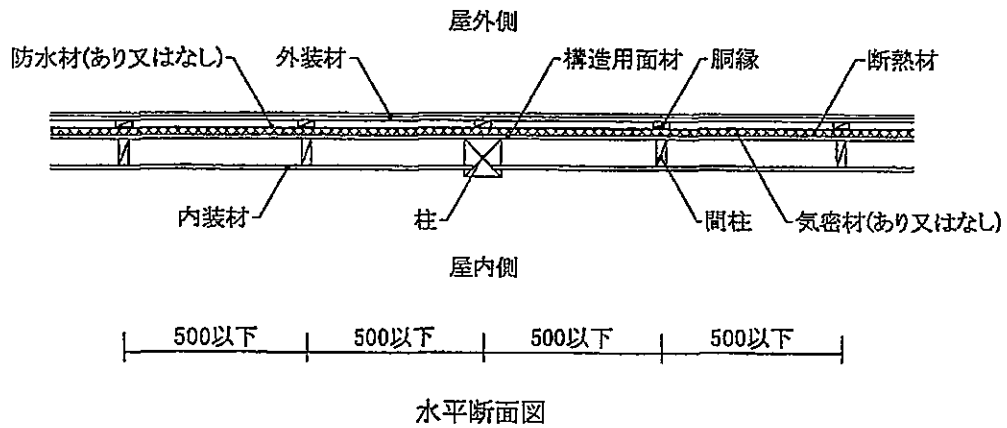 屋外側
防水材(あり又はなし)
外装材
構造用面材
胴縁
断熱材
内装材
柱
間柱
気密材(あり又はなし)
屋内側
500以下
500以下
500以下
500以下
水平断面図